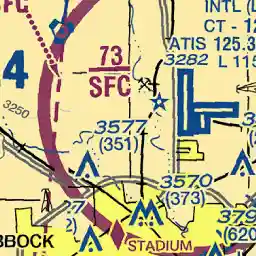 SFC
INTL (
CT - 12
ATIS 125.3
73
SFC
3282 L 115
4
3250
3577
(351)
3570
(373)
379
(620
72
)
BBOCK
STADIUM